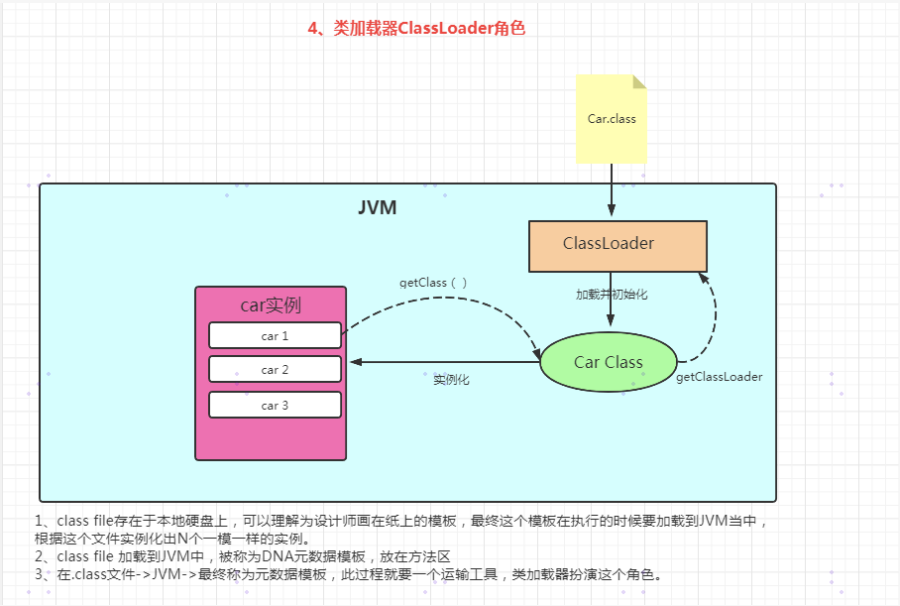 4、类加载器ClassLoader角色
Car.class
JVM
ClassLoader
加载并初始化
getClass（）
car实例
car 1
car 2
car 3
实例化
Car Class
getClassLoader
1、class file存在于本地硬盘上，可以理解为设计师画在纸上的模板，最终这个模板在执行的时候要加载到JVM当中，
根据这个文件实例化出N个一模一样的实例。
2、class file 加载到JVM中，被称为DNA元数据模板，放在方法区
3、在.class文件->JVM->最终称为元数据模板，此过程就要一个运输工具，类加载器扮演这个角色。